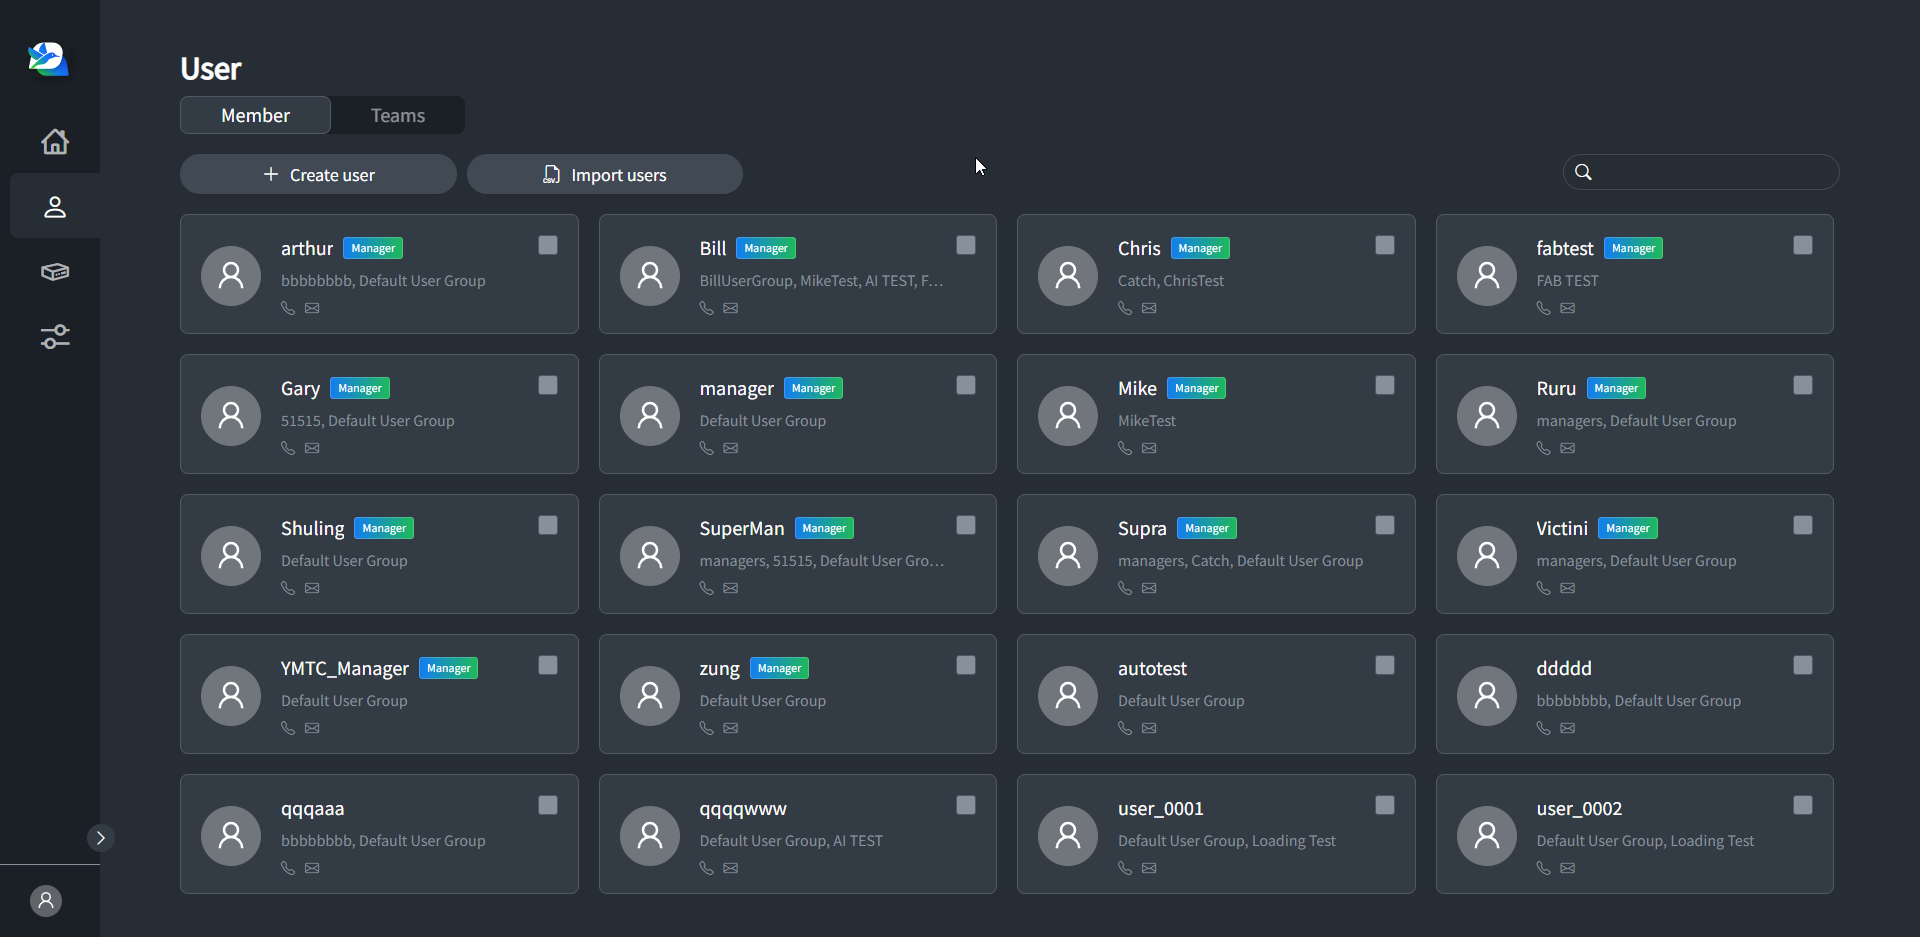 User
Member
Teams
Create user
CSV Import users
arthur Manager
bbbbbbbb, Default User Group
Bill Manager
BillUserGroup, MikeTest, AI TEST, F...
Chris Manager
Catch, ChrisTest
fabtest Manager
FAB TEST
Gary Manager
51515, Default User Group
manager Manager
Default User Group
Mike Manager
MikeTest
Ruru Manager
managers, Default User Group
Shuling Manager
Default User Group
SuperMan Manager
managers, 51515, Default User Gro...
Supra Manager
managers, Catch, Default User Group
Victini Manager
managers, Default User Group
YMTC_Manager Manager
Default User Group
zung Manager
Default User Group
autotest
Default User Group
ddddd
bbbbbbbb, Default User Group
qqqaaa
bbbbbbbb, Default User Group
qqqqwww
Default User Group, AI TEST
user_0001
Default User Group, Loading Test
user_0002
Default User Group, Loading Test